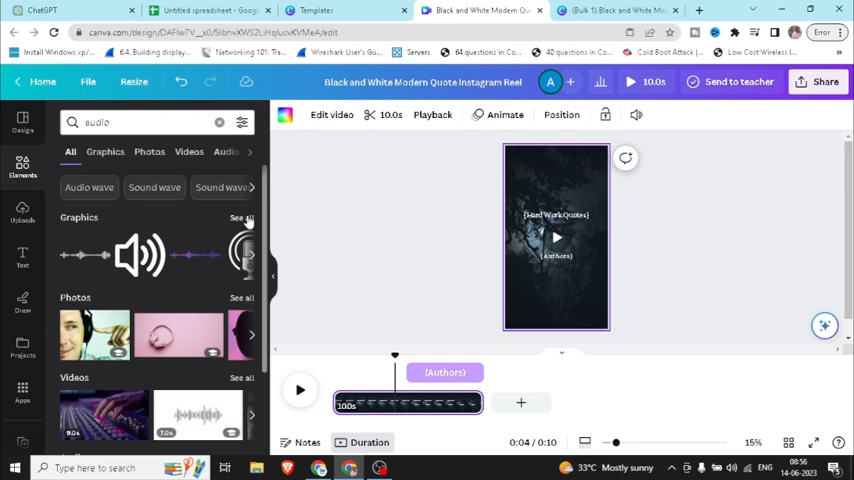 ChatGPT
Untitled spreadsheet - Google
Templates
Black and White Modern Qu
(Bulk 1) Black and White Mo
canva.com/design/DAFlw7V_x0/5IbhvXWS2LiHqIucvKVMeA/edit
Error
Install Windows xp...
6.4. Building display...
Networking 101: Tra...
Wireshark User's Gu...
Servers
64 questions in C...
40 questions in Co...
Cold Boot Attack |...
Low Cost Wireless I...
Home
File
Resize
Black and White Modern Quote Instagram Reel
A
+
10.0s
Send to teacher
Share
Design
Elements
Uploads
Text
Draw
Projects
Apps
audio
All
Graphics
Photos
Videos
Audio
Audio wave
Sound wave
Sound waves
Graphics
See all
Photos
See all
Videos
See all
9.0s
7.0s
Edit video
10.0s
Playback
Animate
Position
{Hard Work Quotes}
{Authors}
{Authors}
10.0s
+
Notes
Duration
0:04 / 0:10
15%
Type here to search
33°C Mostly sunny
ENG
08:56
14-06-2023
5